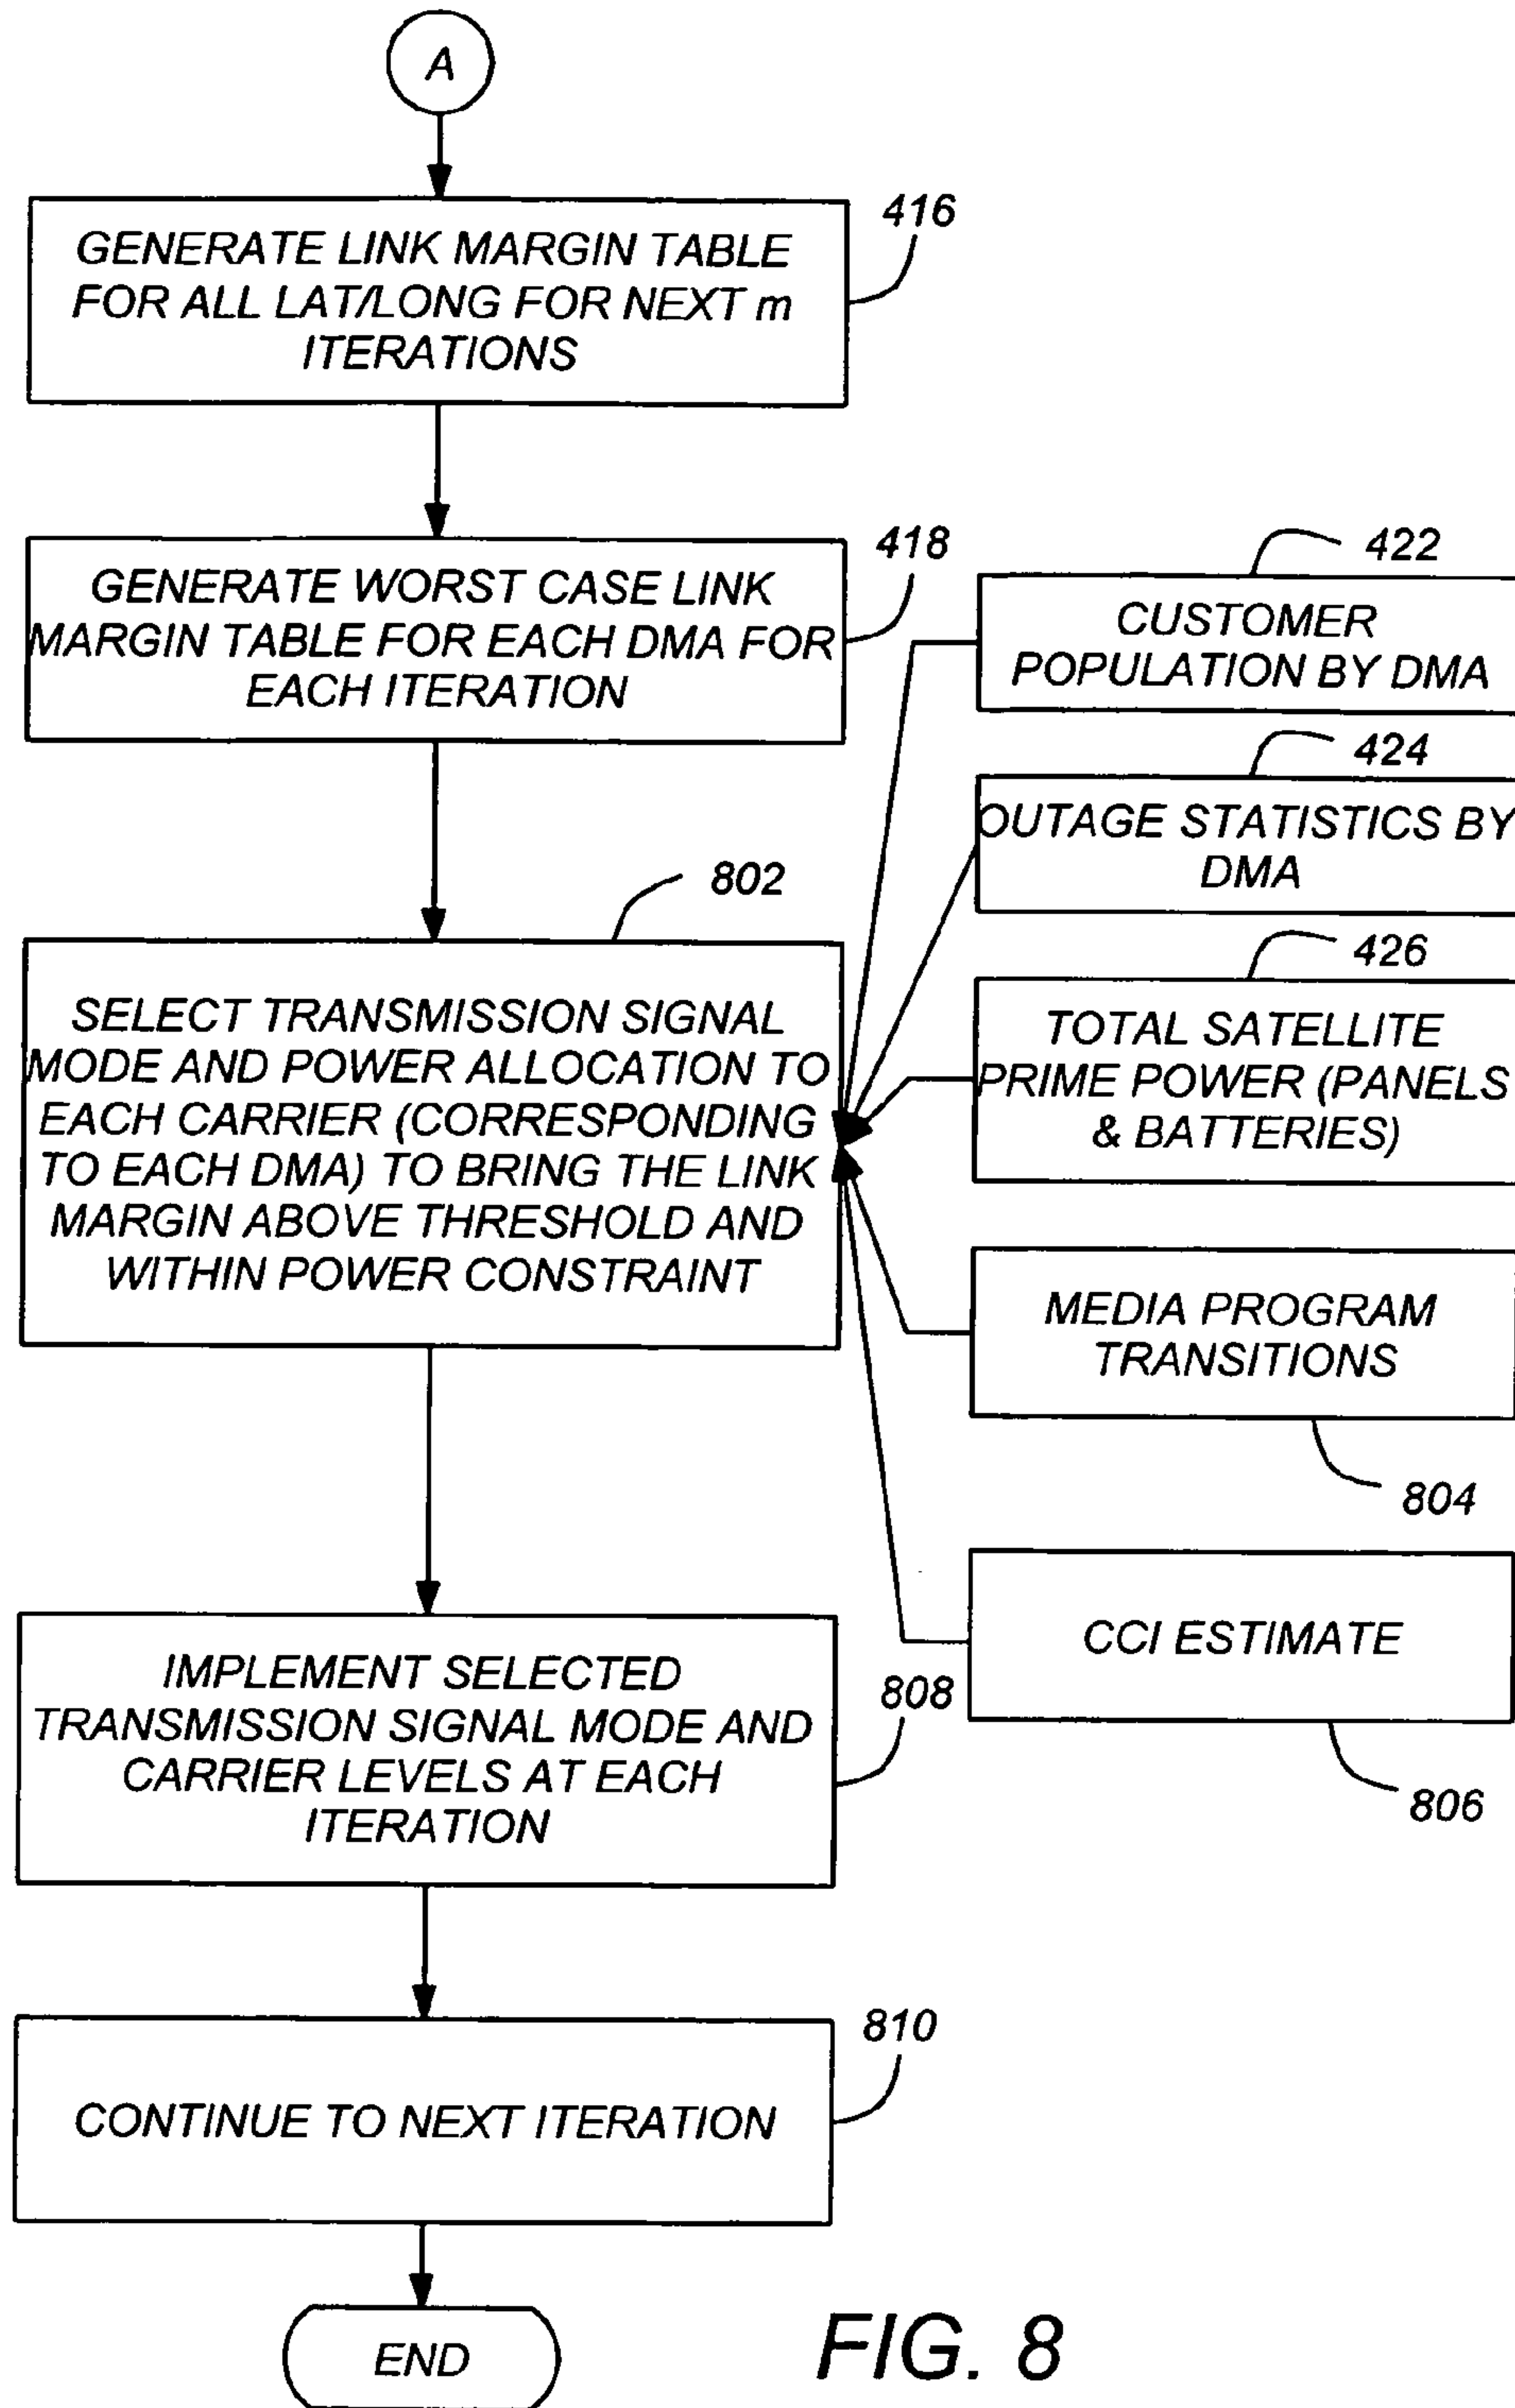 A
416
GENERATE LINK MARGIN TABLE
FOR ALL LAT/LONG FOR NEXT m
ITERATIONS
418
GENERATE WORST CASE LINK
MARGIN TABLE FOR EACH DMA FOR
EACH ITERATION
422
CUSTOMER
POPULATION BY DMA
424
OUTAGE STATISTICS BY
DMA
802
SELECT TRANSMISSION SIGNAL
MODE AND POWER ALLOCATION TO
EACH CARRIER (CORRESPONDING
TO EACH DMA) TO BRING THE LINK
MARGIN ABOVE THRESHOLD AND
WITHIN POWER CONSTRAINT
426
TOTAL SATELLITE
PRIME POWER (PANELS
& BATTERIES)
MEDIA PROGRAM
TRANSITIONS
804
CCI ESTIMATE
806
808
IMPLEMENT SELECTED
TRANSMISSION SIGNAL MODE AND
CARRIER LEVELS AT EACH
ITERATION
810
CONTINUE TO NEXT ITERATION
END
FIG. 8